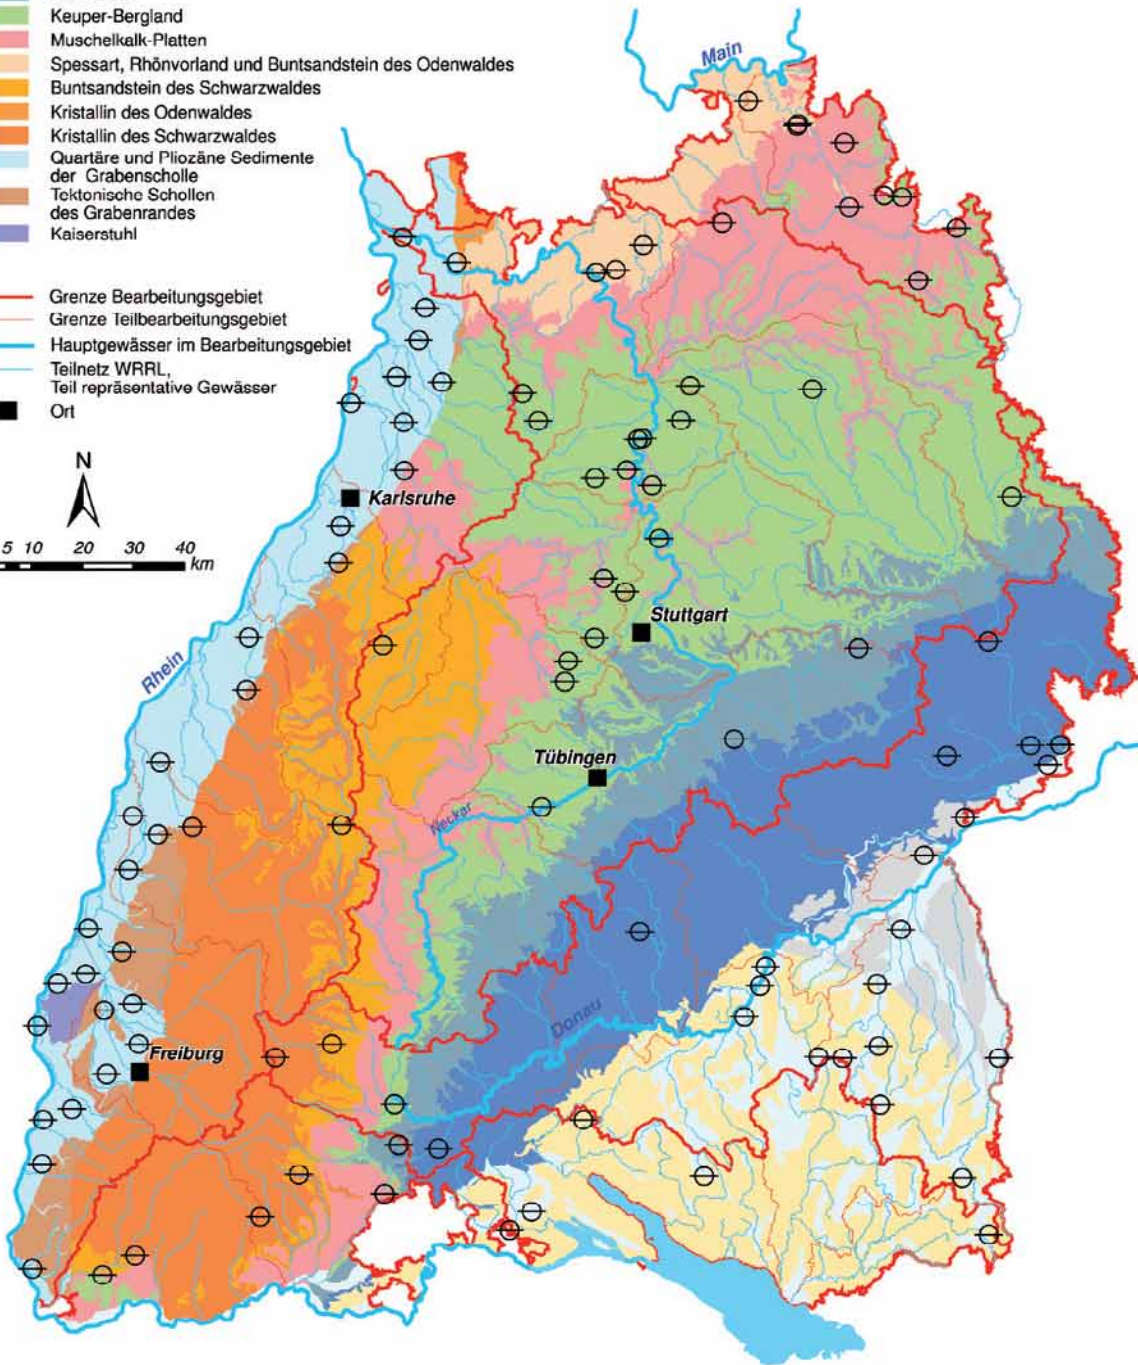 Keuper-Bergland
Muschelkalk-Platten
Spessart, Rhönvorland und Buntsandstein des Odenwaldes
Buntsandstein des Schwarzwaldes
Kristallin des Odenwaldes
Kristallin des Schwarzwaldes
Quartäre und Pliozäne Sedimente
der Grabenscholle
Tektonische Schollen
des Grabenrandes
Kaiserstuhl
Grenze Bearbeitungsgebiet
Grenze Teilbearbeitungsgebiet
Hauptgewässer im Bearbeitungsgebiet
Teilnetz WRRL,
Teil repräsentative Gewässer
Ort
N
5 10 20 30 40
km
Main
Karlsruhe
Stuttgart
Rhein
Tübingen
Neckar
Donau
Freiburg